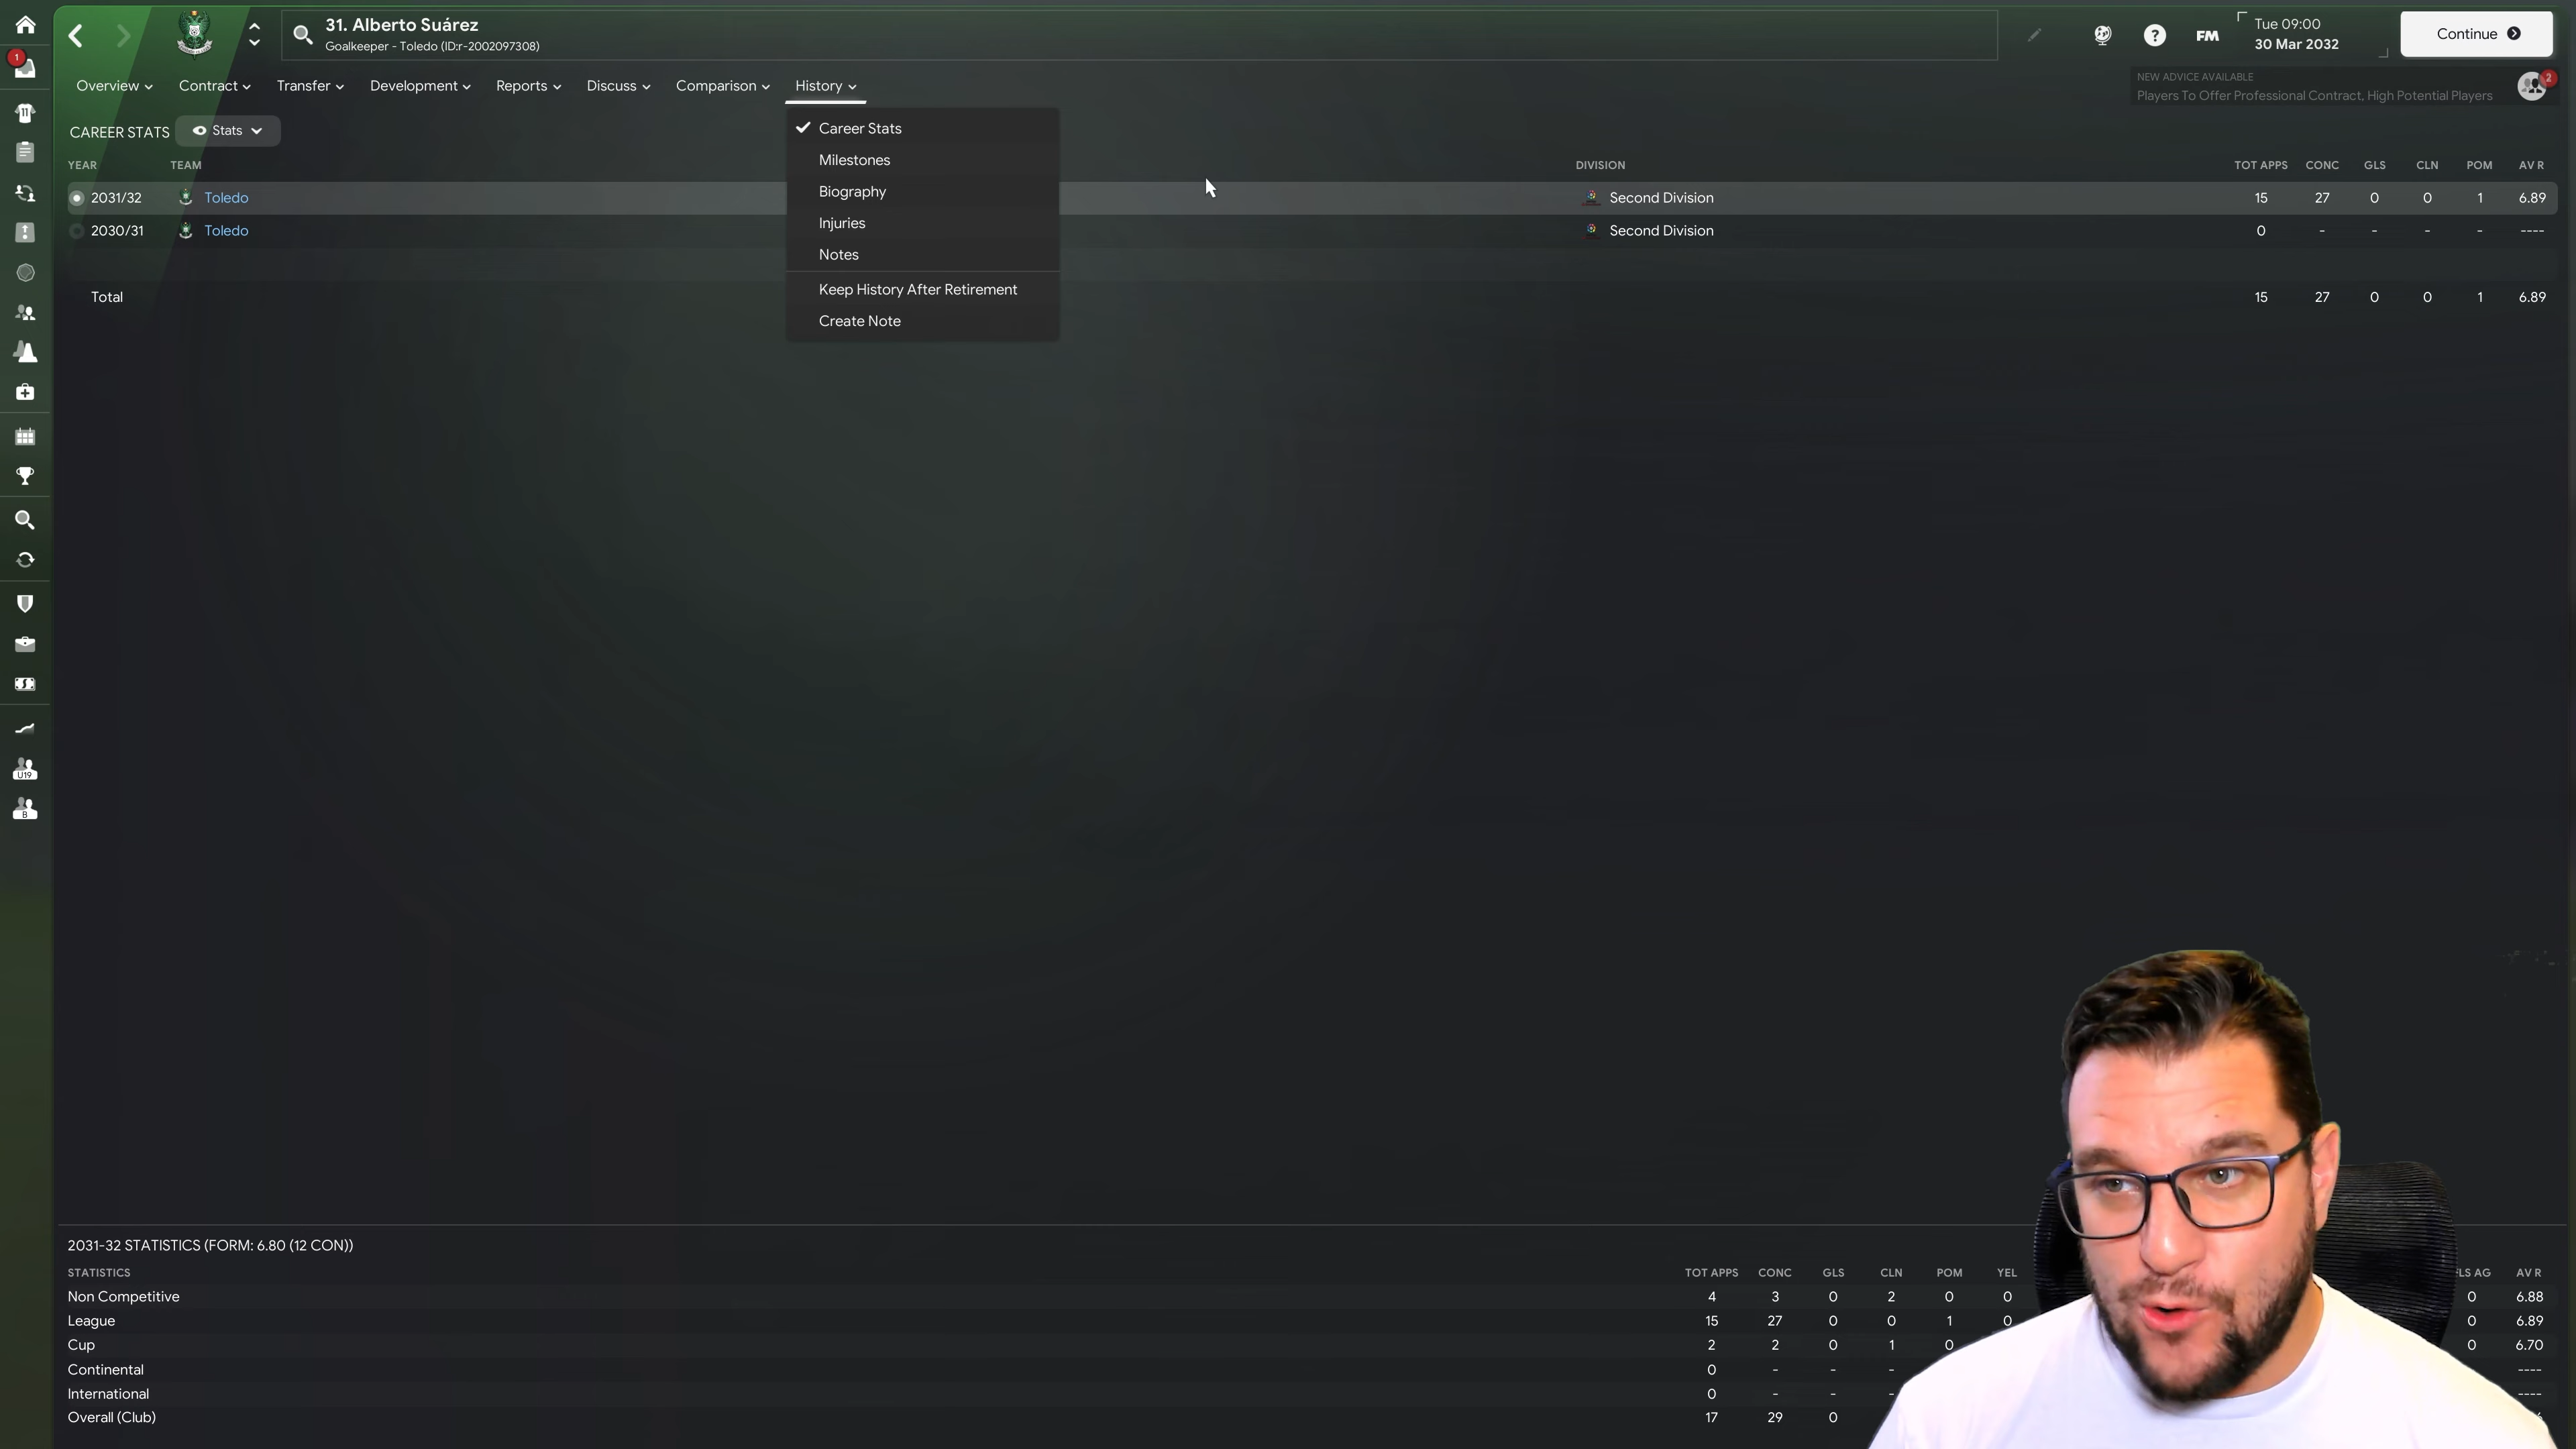 31. Alberto Suárez
Goalkeeper - Toledo (ID:r-2002097308)
FM
Tue 09:00
30 Mar 2032
Continue
1
Overview
Contract
Transfer
Development
Reports
Discuss
Comparison
History
NEW ADVICE AVAILABLE
Players To Offer Professional Contract, High Potential Players
2
CAREER STATS
Stats
Career Stats
Milestones
Biography
Injuries
Notes
Keep History After Retirement
Create Note
YEAR TEAM DIVISION TOT APPS CONC GLS CLN POM AV R
2031/32 Toledo Second Division 15 27 0 0 1 6.89
2030/31 Toledo Second Division 0 - - - - ----
Total 15 27 0 0 1 6.89
11
U19
B
2031-32 STATISTICS (FORM: 6.80 (12 CON))
STATISTICS TOT APPS CONC GLS CLN POM YEL LS AG AV R
Non Competitive 4 3 0 2 0 0 0 6.88
League 15 27 0 0 1 0 0 6.89
Cup 2 2 0 1 0 0 6.70
Continental 0 - - - ----
International 0 - - - ----
Overall (Club) 17 29 0